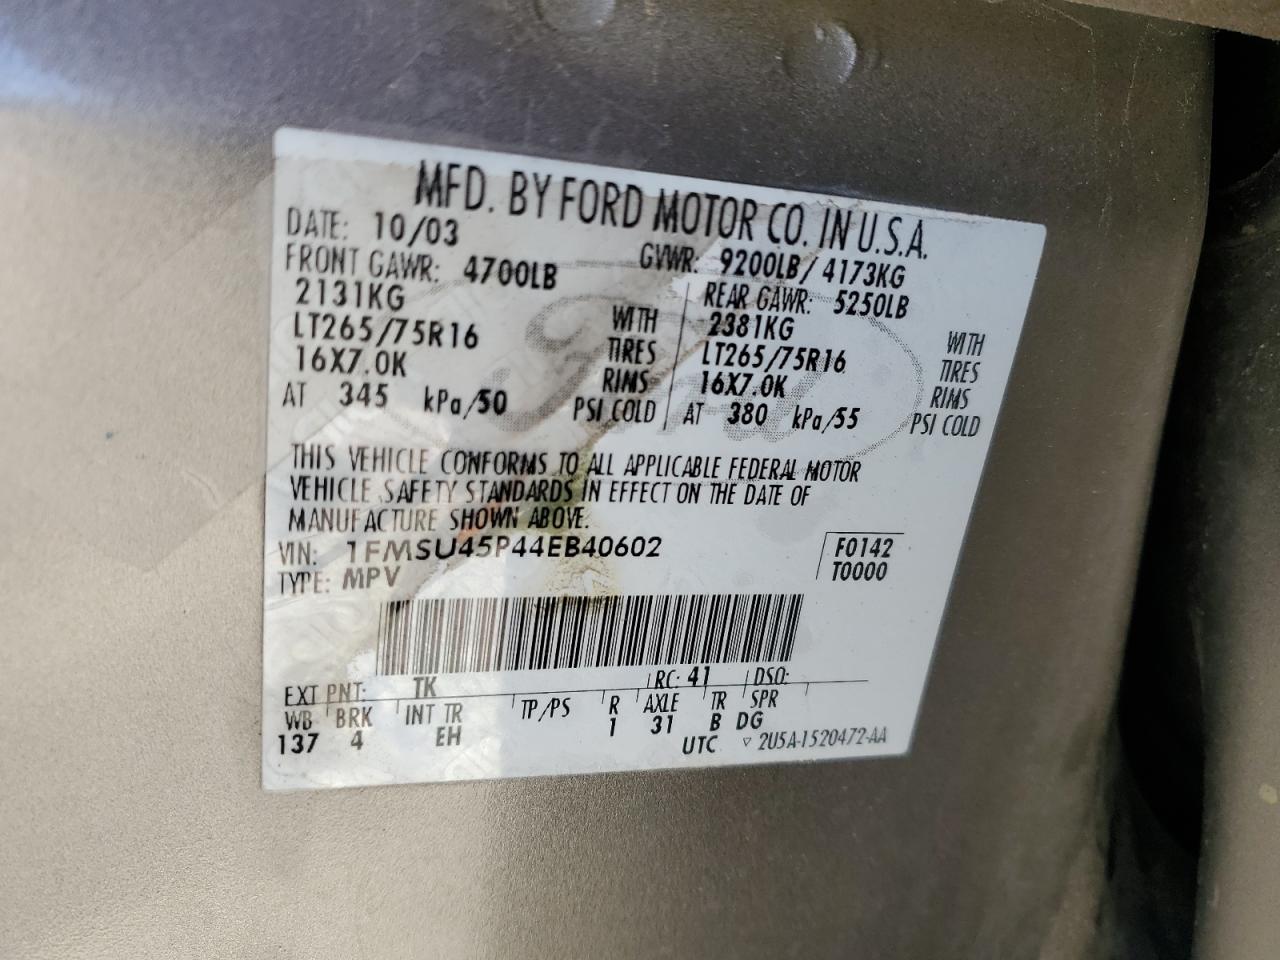 MFD. BY FORD MOTOR CO. IN U.S.A.
DATE: 10/03 GVWR: 9200LB/4173KG
FRONT GAWR: 4700LB REAR GAWR: 5250LB
2131KG WITH 2381KG WITH
LT265/75R16 TIRES LT265/75R16 TIRES
16X7.0K RIMS 16X7.0K RIMS
AT 345 kPa/50 PSI COLD AT 380 kPa/55 PSI COLD
THIS VEHICLE CONFORMS TO ALL APPLICABLE FEDERAL MOTOR
VEHICLE SAFETY STANDARDS IN EFFECT ON THE DATE OF
MANUFACTURE SHOWN ABOVE.
VIN: 1FMSU45P44EB40602 F0142
TYPE: MPV T0000
EXT PNT: TK RC: 41 DSO:
WB BRK INT TR TP/PS R AXLE TR SPR
137 4 EH 1 31 B DG
UTC ▽ 2U5A-1520472-AA